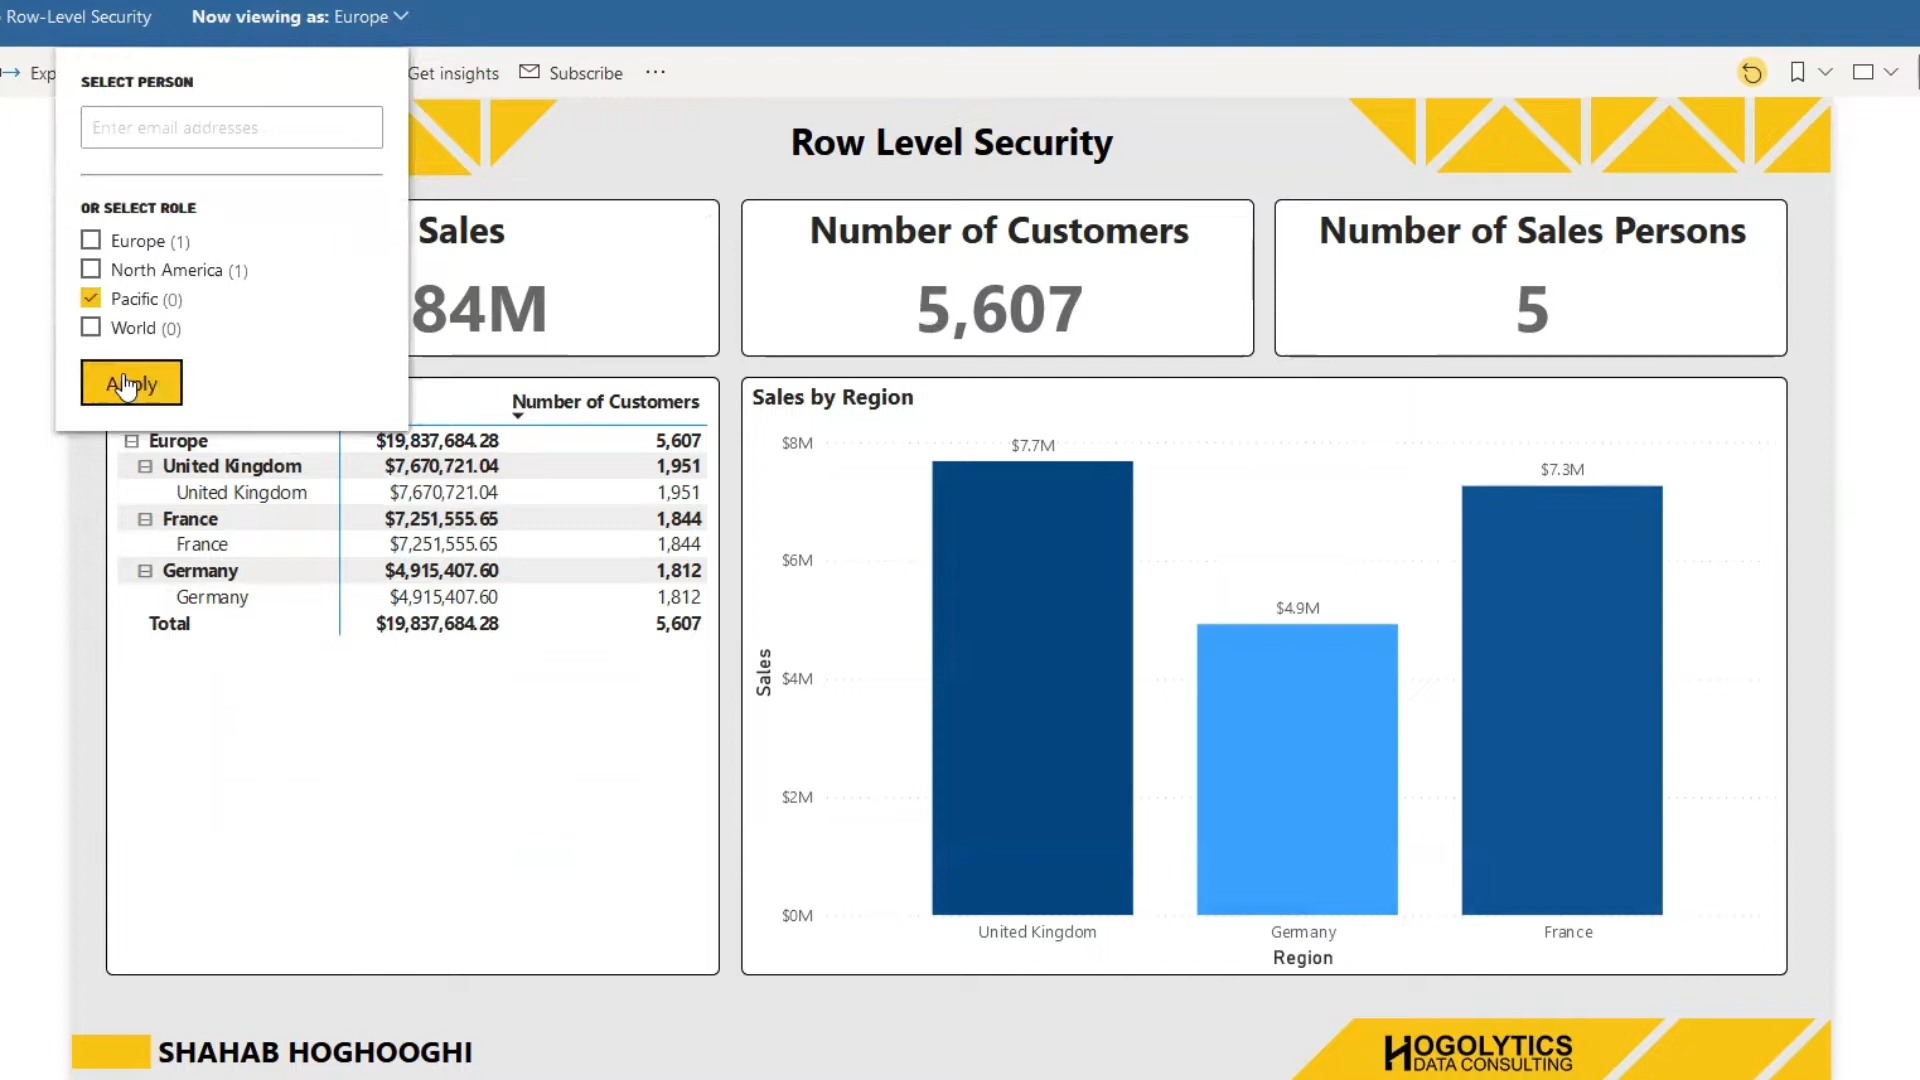 Row-Level Security
Now viewing as: Europe
Exp
Get insights
Subscribe
...
SELECT PERSON
Enter email addresses
OR SELECT ROLE
Europe (1)
North America (1)
Pacific (0)
World (0)
Apply
Row Level Security
Sales
84M
Number of Customers
5,607
Number of Sales Persons
5
Number of Customers
Europe $19,837,684.28 5,607
United Kingdom $7,670,721.04 1,951
United Kingdom $7,670,721.04 1,951
France $7,251,555.65 1,844
France $7,251,555.65 1,844
Germany $4,915,407.60 1,812
Germany $4,915,407.60 1,812
Total $19,837,684.28 5,607
Sales by Region
$8M
$6M
$4M
$2M
$0M
Sales
$7.7M
$4.9M
$7.3M
United Kingdom
Germany
France
Region
SHAHAB HOGHOOGHI
HOGOLYTICS
DATA CONSULTING